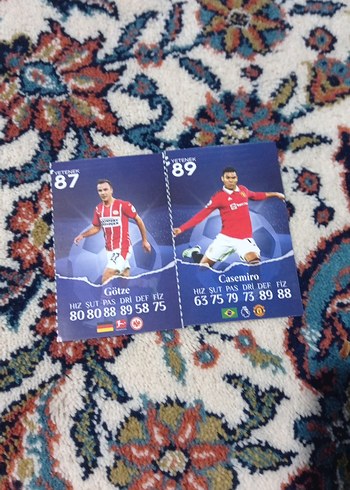 YETENEK
87
Götze
HIZ ŞUT PAS DRİ DEF FİZ
80 80 88 89 58 75
YETENEK
89
Casemiro
HIZ ŞUT PAS DRİ DEF FİZ
63 75 79 73 89 88